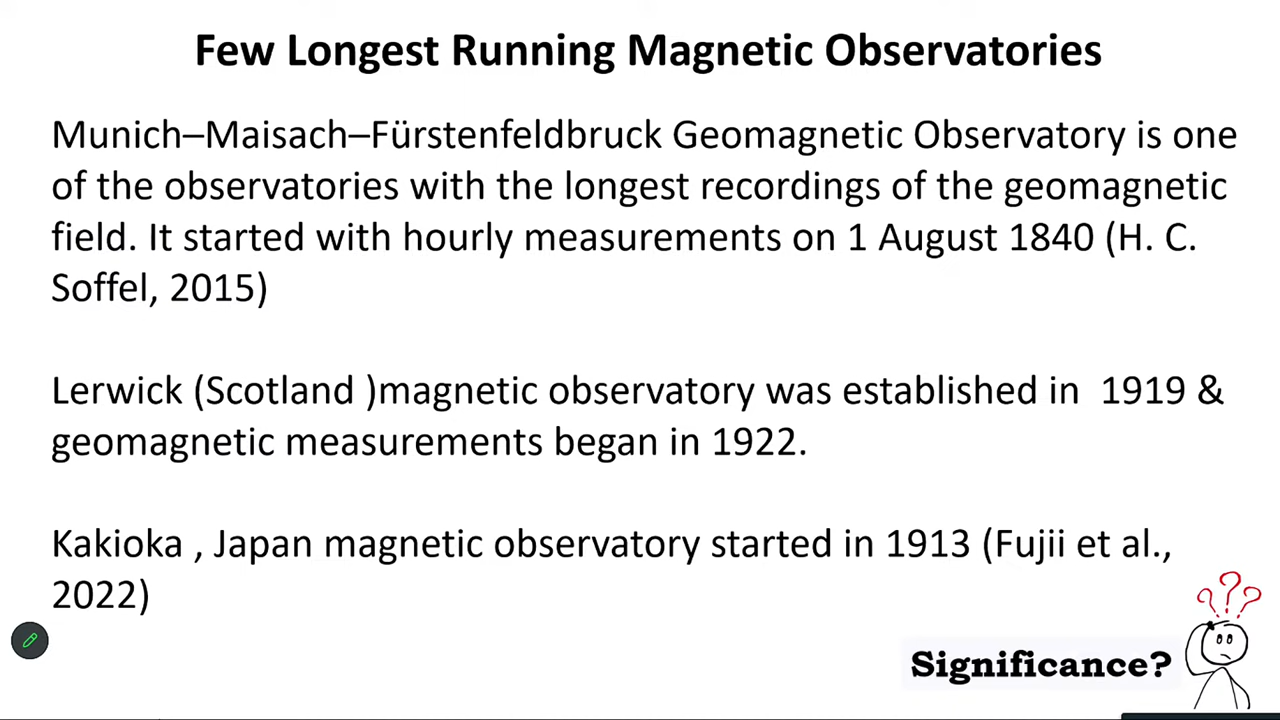 Few Longest Running Magnetic Observatories
Munich–Maisach–Fürstenfeldbruck Geomagnetic Observatory is one
of the observatories with the longest recordings of the geomagnetic
field. It started with hourly measurements on 1 August 1840 (H. C.
Soffel, 2015)
Lerwick (Scotland )magnetic observatory was established in  1919 &
geomagnetic measurements began in 1922.
Kakioka , Japan magnetic observatory started in 1913 (Fujii et al.,
2022)
???
Significance?